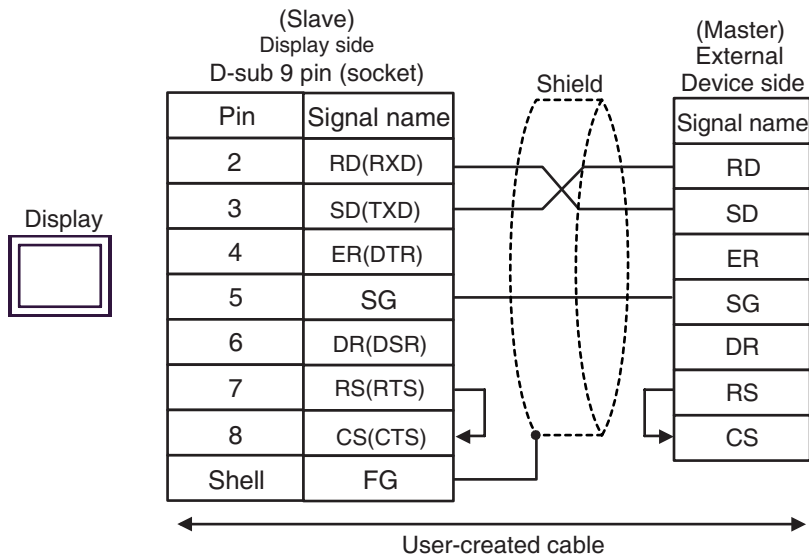 (Slave)
Display side
D-sub 9 pin (socket)
(Master)
External
Device side
Shield
Pin Signal name
Signal name
2 RD(RXD)
RD
3 SD(TXD)
SD
Display
4 ER(DTR)
ER
5 SG
SG
6 DR(DSR)
DR
7 RS(RTS)
RS
8 CS(CTS)
CS
Shell FG
User-created cable